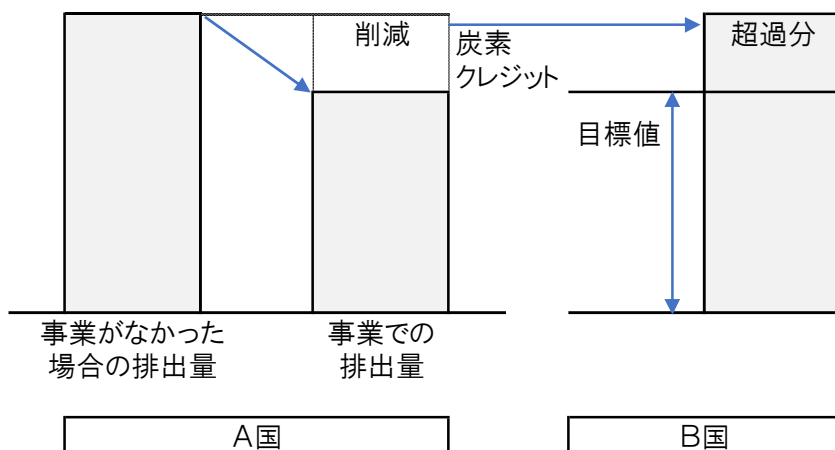 削減
炭素
クレジット
超過分
目標値
事業がなかった
場合の排出量
事業での
排出量
A国
B国